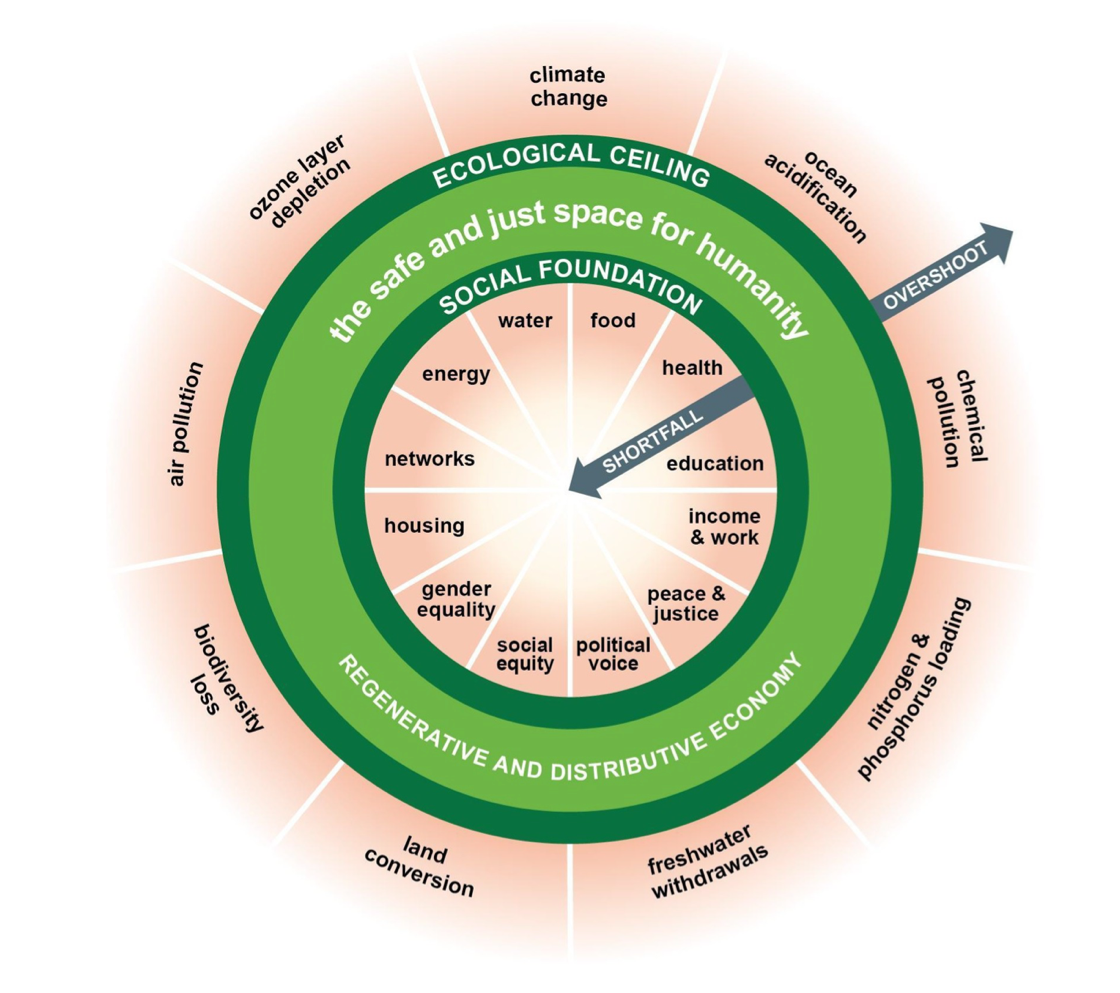 climate
change
ocean
acidification
OVERSHOOT
chemical
pollution
nitrogen &
phosphorus loading
freshwater
withdrawals
land
conversion
biodiversity
loss
air pollution
ozone layer
depletion
ECOLOGICAL CEILING
the safe and just space for humanity
SOCIAL FOUNDATION
water
food
health
SHORTFALL
education
income
& work
peace &
justice
political
voice
social
equity
gender
equality
housing
networks
energy
REGENERATIVE AND DISTRIBUTIVE ECONOMY